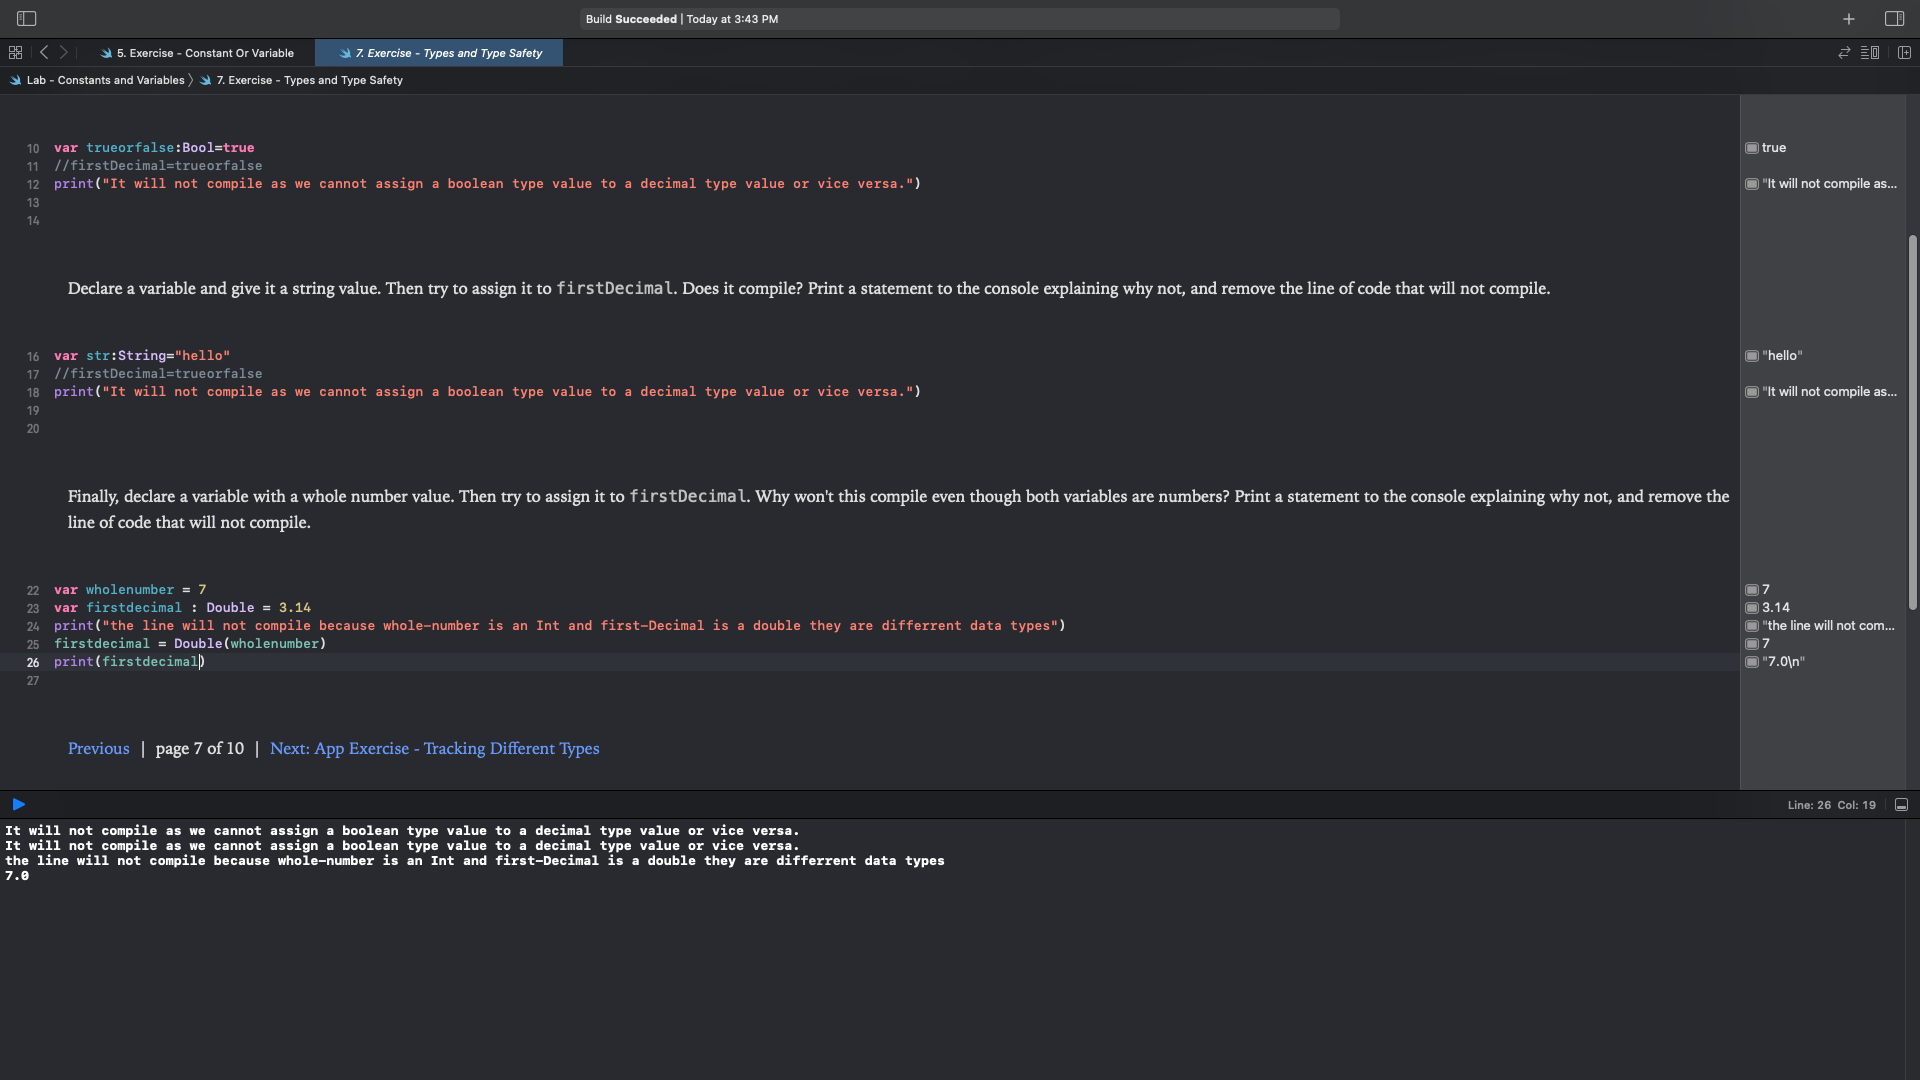 Build Succeeded | Today at 3:43 PM
5. Exercise - Constant Or Variable
7. Exercise - Types and Type Safety
Lab - Constants and Variables 〉 7. Exercise - Types and Type Safety
10 var trueorfalse:Bool=true
true
11 //firstDecimal=trueorfalse
12 print("It will not compile as we cannot assign a boolean type value to a decimal type value or vice versa.")
"It will not compile as...
13
14
Declare a variable and give it a string value. Then try to assign it to firstDecimal. Does it compile? Print a statement to the console explaining why not, and remove the line of code that will not compile.
16 var str:String="hello"
"hello"
17 //firstDecimal=trueorfalse
18 print("It will not compile as we cannot assign a boolean type value to a decimal type value or vice versa.")
"It will not compile as...
19
20
Finally, declare a variable with a whole number value. Then try to assign it to firstDecimal. Why won't this compile even though both variables are numbers? Print a statement to the console explaining why not, and remove the
line of code that will not compile.
22 var wholenumber = 7
7
23 var firstdecimal : Double = 3.14
3.14
24 print("the line will not compile because whole-number is an Int and first-Decimal is a double they are differrent data types")
"the line will not com...
25 firstdecimal = Double(wholenumber)
7
26 print(firstdecimal)
"7.0\n"
27
Previous | page 7 of 10 | Next: App Exercise - Tracking Different Types
Line: 26 Col: 19
It will not compile as we cannot assign a boolean type value to a decimal type value or vice versa.
It will not compile as we cannot assign a boolean type value to a decimal type value or vice versa.
the line will not compile because whole-number is an Int and first-Decimal is a double they are differrent data types
7.0